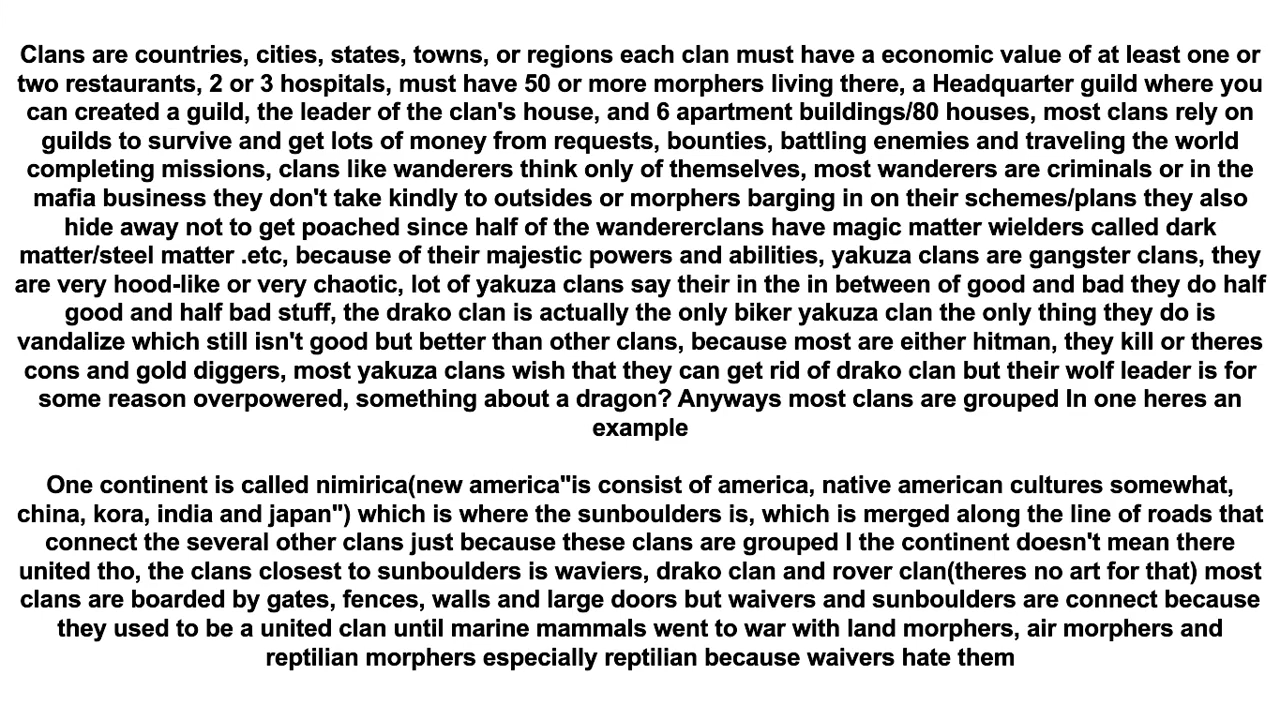 Clans are countries, cities, states, towns, or regions each clan must have a economic value of at least one or
two restaurants, 2 or 3 hospitals, must have 50 or more morphers living there, a Headquarter guild where you
can created a guild, the leader of the clan's house, and 6 apartment buildings/80 houses, most clans rely on
guilds to survive and get lots of money from requests, bounties, battling enemies and traveling the world
completing missions, clans like wanderers think only of themselves, most wanderers are criminals or in the
mafia business they don't take kindly to outsides or morphers barging in on their schemes/plans they also
hide away not to get poached since half of the wandererclans have magic matter wielders called dark
matter/steel matter .etc, because of their majestic powers and abilities, yakuza clans are gangster clans, they
are very hood-like or very chaotic, lot of yakuza clans say their in the in between of good and bad they do half
good and half bad stuff, the drako clan is actually the only biker yakuza clan the only thing they do is
vandalize which still isn't good but better than other clans, because most are either hitman, they kill or theres
cons and gold diggers, most yakuza clans wish that they can get rid of drako clan but their wolf leader is for
some reason overpowered, something about a dragon? Anyways most clans are grouped In one heres an
example
One continent is called nimirica(new america"is consist of america, native american cultures somewhat,
china, kora, india and japan") which is where the sunboulders is, which is merged along the line of roads that
connect the several other clans just because these clans are grouped I the continent doesn't mean there
united tho, the clans closest to sunboulders is waviers, drako clan and rover clan(theres no art for that) most
clans are boarded by gates, fences, walls and large doors but waivers and sunboulders are connect because
they used to be a united clan until marine mammals went to war with land morphers, air morphers and
reptilian morphers especially reptilian because waivers hate them